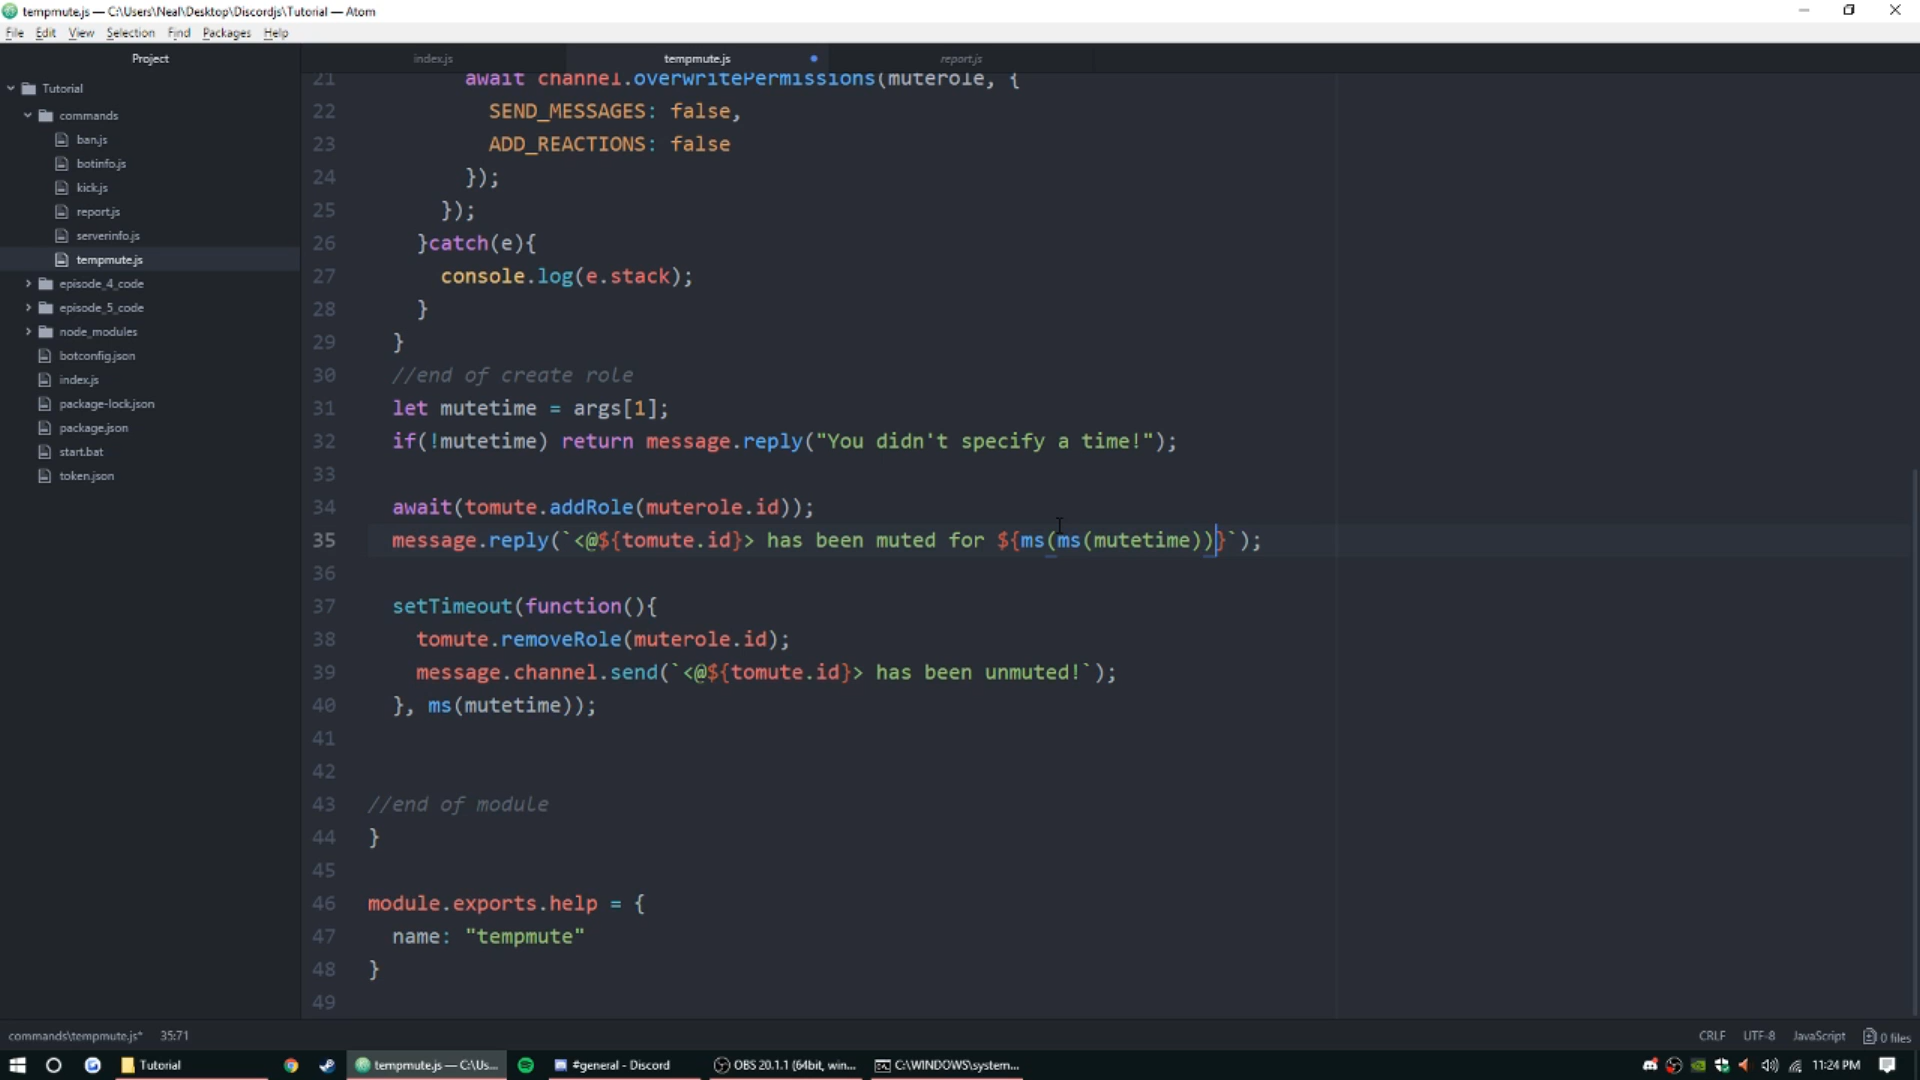 tempmute.js — C:\Users\Neal\Desktop\Discordjs\Tutorial — Atom
File Edit View Selection Find Packages Help
Project
index.js
tempmute.js
report.js
Tutorial
commands
ban.js
botinfo.js
kick.js
report.js
serverinfo.js
tempmute.js
episode_4_code
episode_5_code
node_modules
botconfig.json
index.js
package-lock.json
package.json
start.bat
token.json
21 await channel.overwritePermissions(muterole, {
22 SEND_MESSAGES: false,
23 ADD_REACTIONS: false
24 });
25 });
26 }catch(e){
27 console.log(e.stack);
28 }
29 }
30 //end of create role
31 let mutetime = args[1];
32 if(!mutetime) return message.reply("You didn't specify a time!");
33
34 await(tomute.addRole(muterole.id));
35 message.reply(`<@${tomute.id}> has been muted for ${ms(ms(mutetime))}`);
36
37 setTimeout(function(){
38 tomute.removeRole(muterole.id);
39 message.channel.send(`<@${tomute.id}> has been unmuted!`);
40 }, ms(mutetime));
41
42
43 //end of module
44 }
45
46 module.exports.help = {
47 name: "tempmute"
48 }
49
commands\tempmute.js* 35:71
CRLF UTF-8 JavaScript 0 files
Tutorial
tempmute.js — C:\Us...
#general - Discord
OBS 20.1.1 (64bit, win...
C:\WINDOWS\system...
11:24 PM